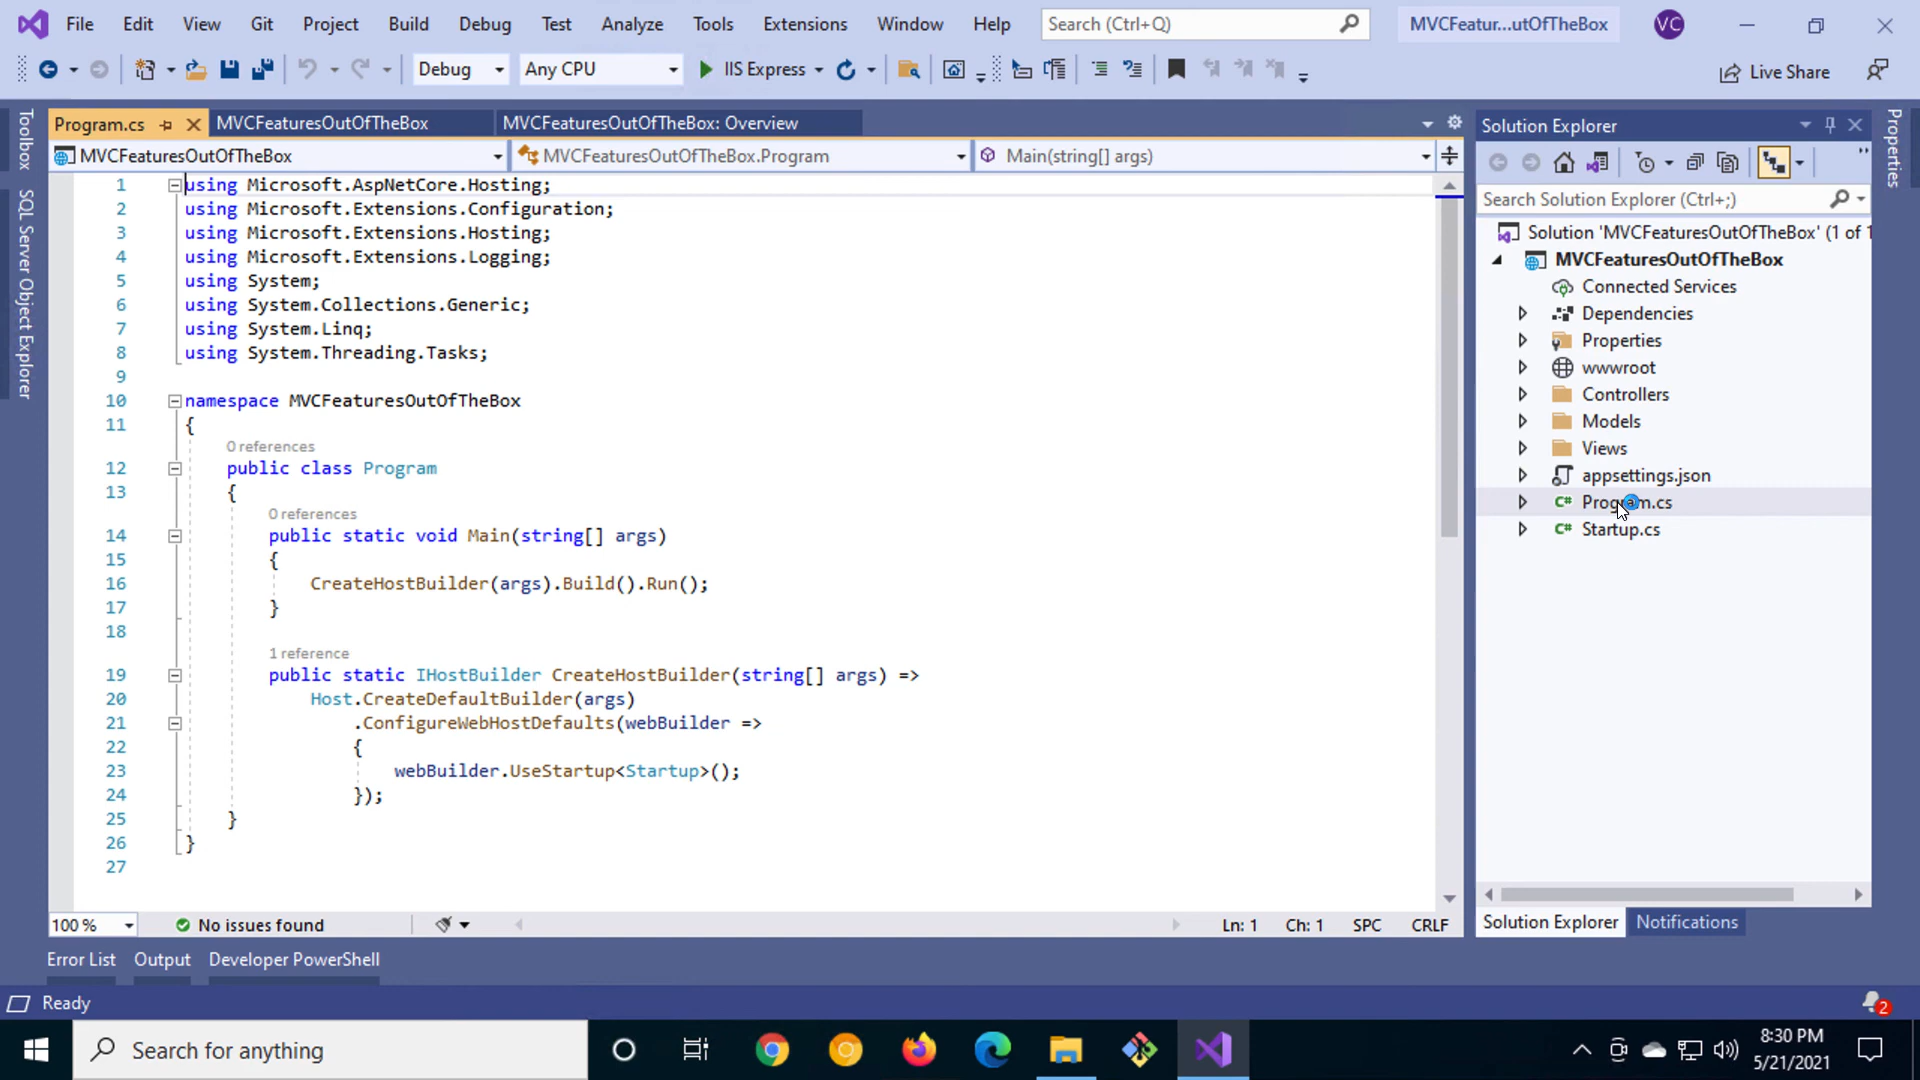 File Edit View Git Project Build Debug Test Analyze Tools Extensions Window Help Search (Ctrl+Q) MVCFeatur...utOfTheBox VC
Debug Any CPU IIS Express Live Share
Toolbox
SQL Server Object Explorer
Program.cs MVCFeaturesOutOfTheBox MVCFeaturesOutOfTheBox: Overview
MVCFeaturesOutOfTheBox MVCFeaturesOutOfTheBox.Program Main(string[] args)
1 using Microsoft.AspNetCore.Hosting;
2 using Microsoft.Extensions.Configuration;
3 using Microsoft.Extensions.Hosting;
4 using Microsoft.Extensions.Logging;
5 using System;
6 using System.Collections.Generic;
7 using System.Linq;
8 using System.Threading.Tasks;
9
10 namespace MVCFeaturesOutOfTheBox
11 {
0 references
12 public class Program
13 {
0 references
14 public static void Main(string[] args)
15 {
16 CreateHostBuilder(args).Build().Run();
17 }
18
1 reference
19 public static IHostBuilder CreateHostBuilder(string[] args) =>
20 Host.CreateDefaultBuilder(args)
21 .ConfigureWebHostDefaults(webBuilder =>
22 {
23 webBuilder.UseStartup<Startup>();
24 });
25 }
26 }
27
100 % No issues found Ln: 1 Ch: 1 SPC CRLF
Solution Explorer
Search Solution Explorer (Ctrl+;)
Solution 'MVCFeaturesOutOfTheBox' (1 of 1
MVCFeaturesOutOfTheBox
Connected Services
Dependencies
Properties
wwwroot
Controllers
Models
Views
appsettings.json
C# Program.cs
C# Startup.cs
Solution Explorer Notifications
Properties
Error List Output Developer PowerShell
Ready 2
Search for anything
8:30 PM
5/21/2021